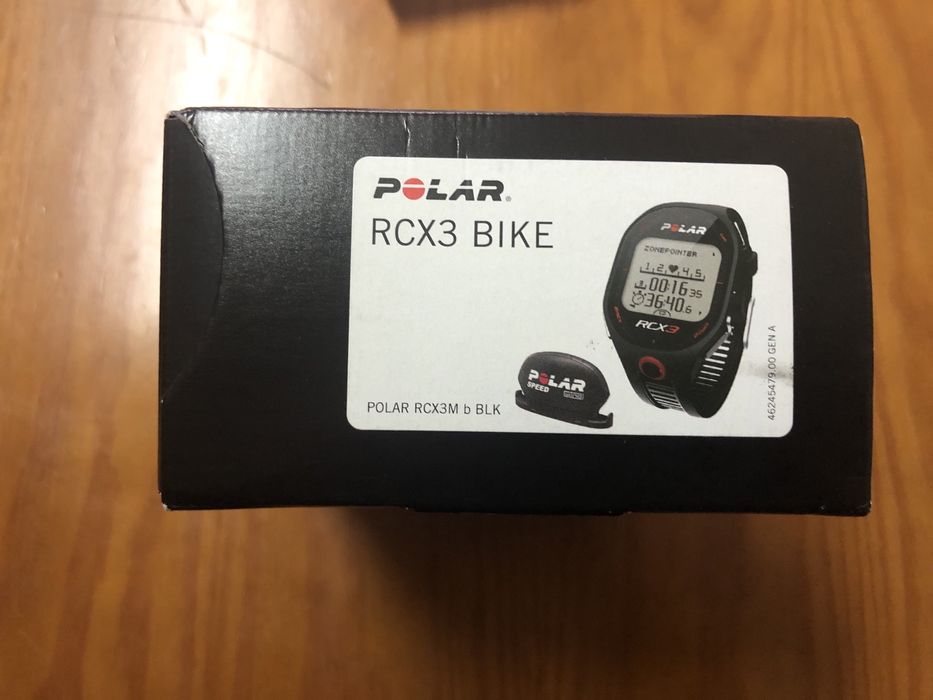 POLAR®
RCX3 BIKE
POLAR
ZONEPOINTER
1 2 4 5
00:16 35
36:40.6
RCX3
POLAR
SPEED
POLAR RCX3M b BLK
46245479.00 GEN A